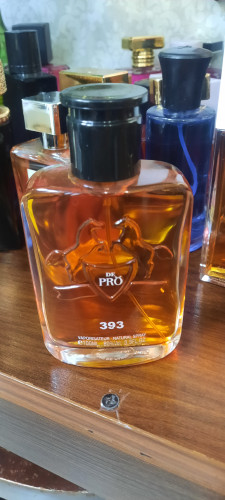 DE
PRO
393
VAPORISATEUR NATURAL SPRAY